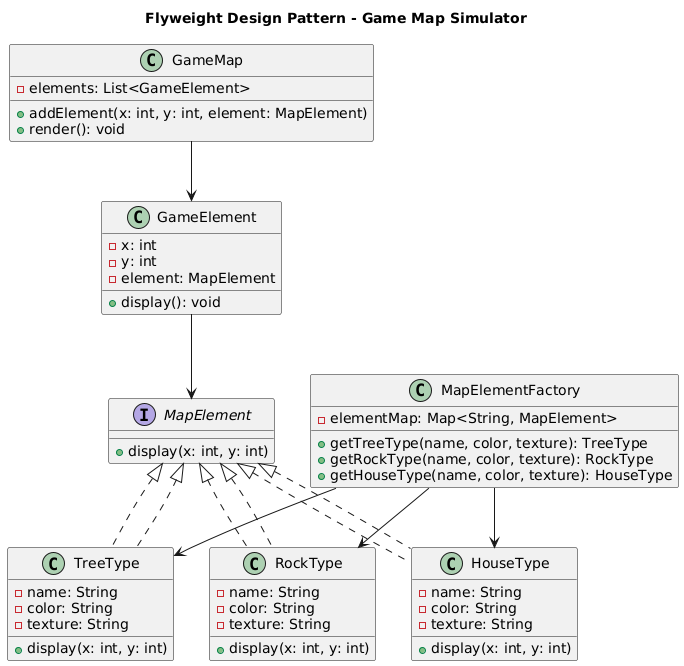 Flyweight Design Pattern - Game Map Simulator
C GameMap
elements: List<GameElement>
addElement(x: int, y: int, element: MapElement)
render(): void
C GameElement
x: int
y: int
element: MapElement
display(): void
I MapElement
display(x: int, y: int)
C MapElementFactory
elementMap: Map<String, MapElement>
getTreeType(name, color, texture): TreeType
getRockType(name, color, texture): RockType
getHouseType(name, color, texture): HouseType
C TreeType
name: String
color: String
texture: String
display(x: int, y: int)
C RockType
name: String
color: String
texture: String
display(x: int, y: int)
C HouseType
name: String
color: String
texture: String
display(x: int, y: int)